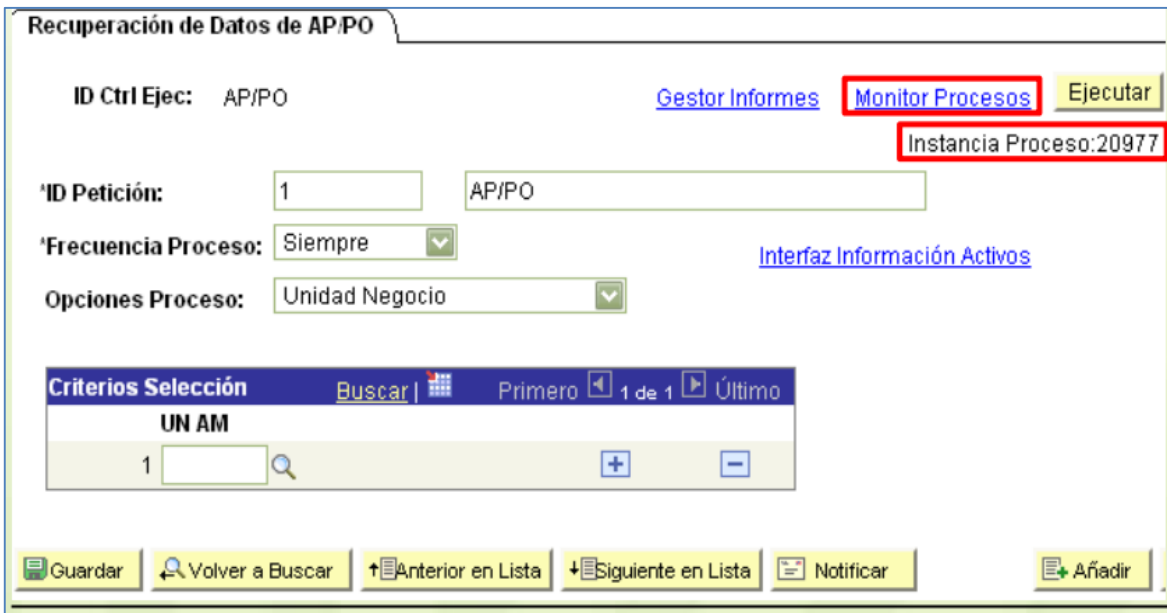 Recuperación de Datos de AP/PO
ID Ctrl Ejec: AP/PO Gestor Informes Monitor Procesos Ejecutar
Instancia Proceso:20977
*ID Petición: 1 AP/PO
*Frecuencia Proceso: Siempre
Interfaz Información Activos
Opciones Proceso: Unidad Negocio
Criterios Selección Buscar | Primero 1 de 1 Último
UN AM
1
Guardar Volver a Buscar Anterior en Lista Siguiente en Lista Notificar Añadir